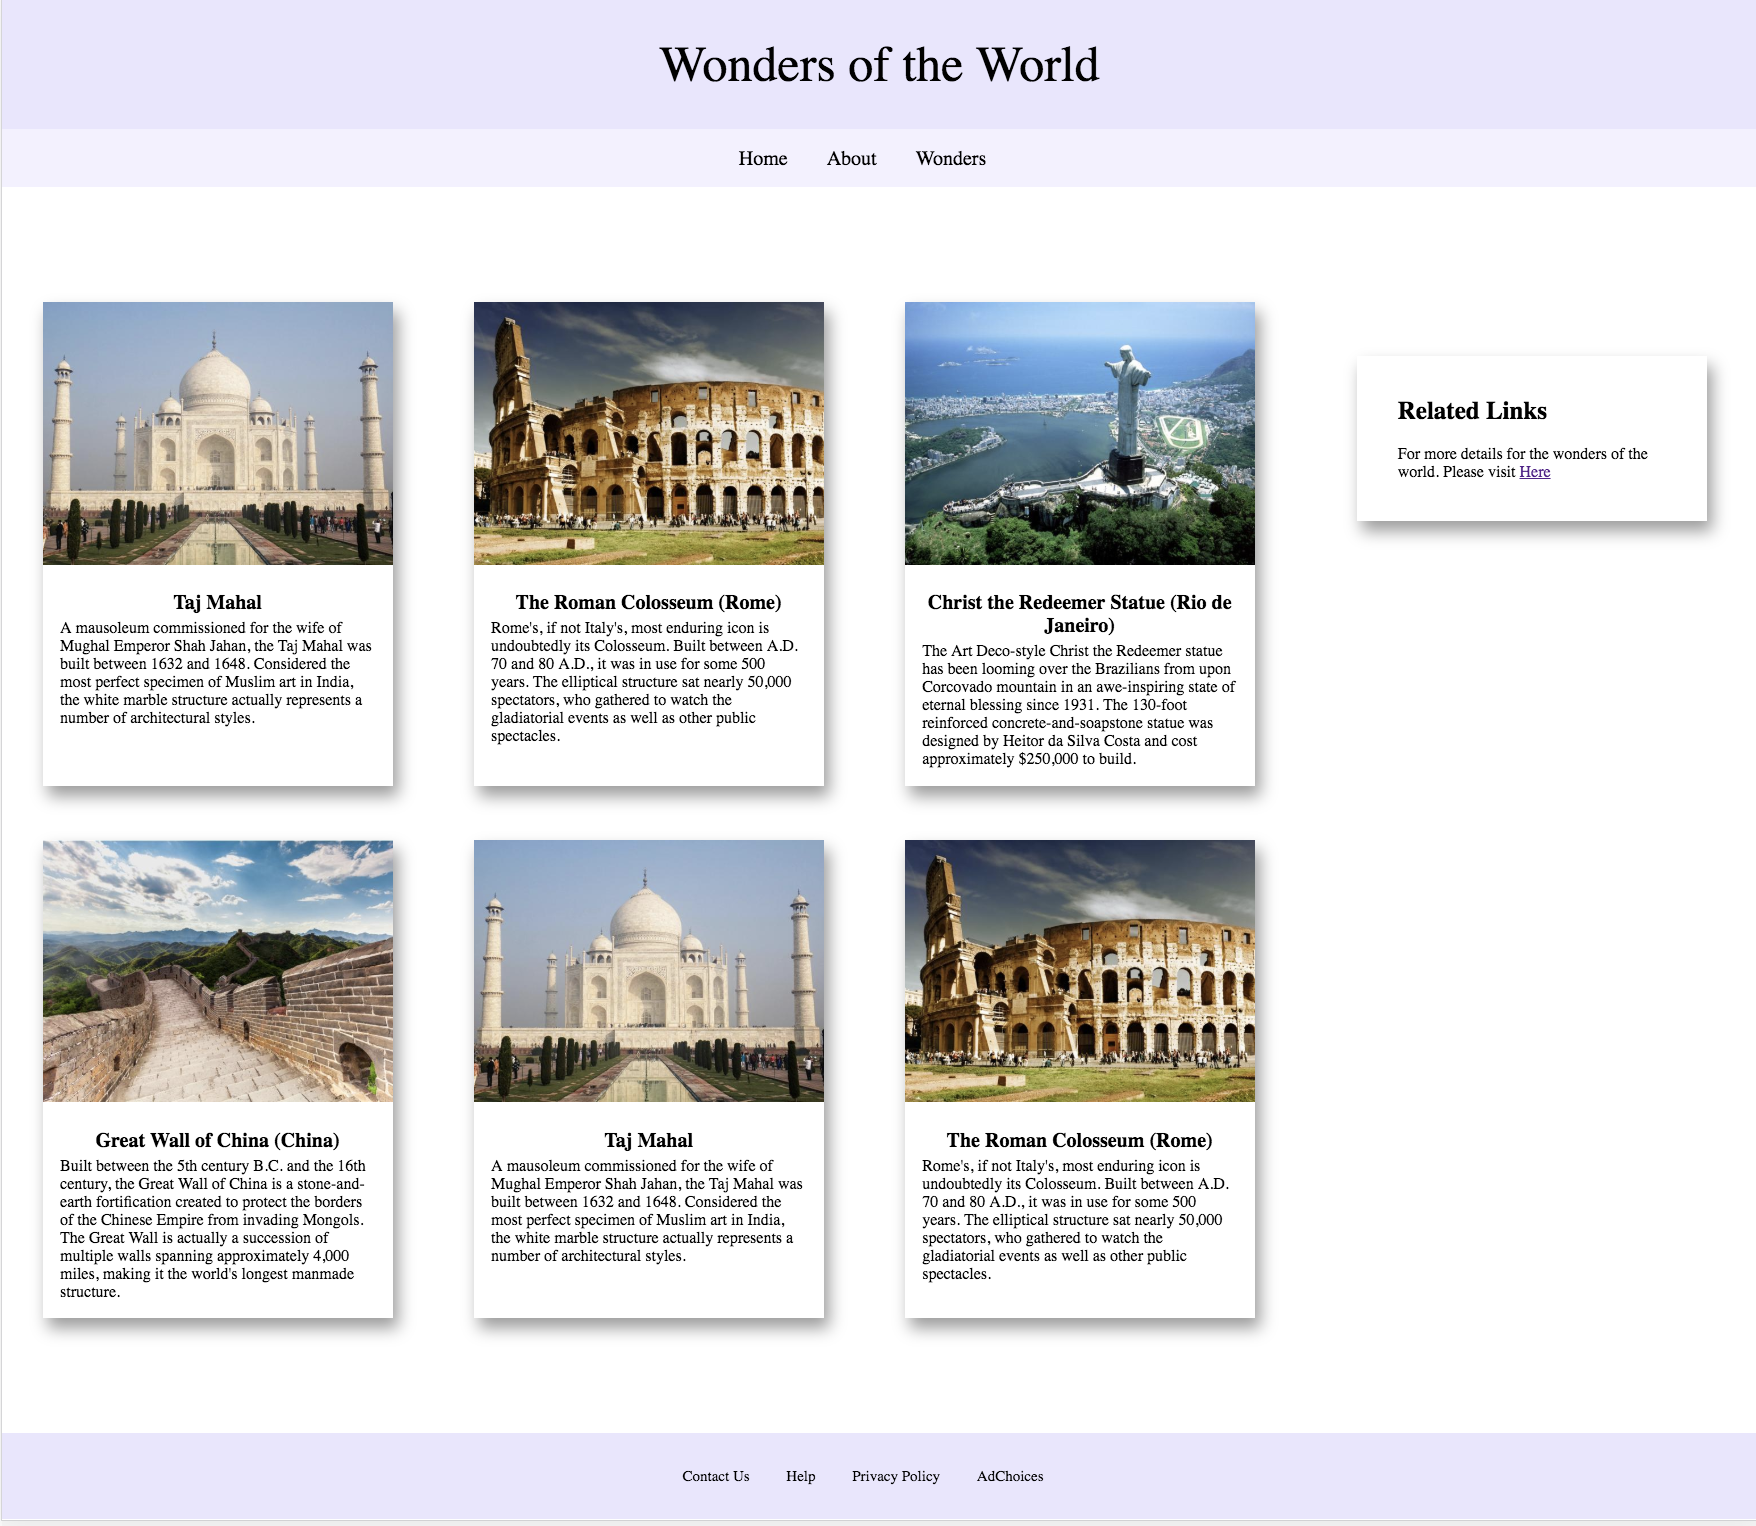 Wonders of the World
Home About Wonders
Taj Mahal
A mausoleum commissioned for the wife of
Mughal Emperor Shah Jahan, the Taj Mahal was
built between 1632 and 1648. Considered the
most perfect specimen of Muslim art in India,
the white marble structure actually represents a
number of architectural styles.
The Roman Colosseum (Rome)
Rome's, if not Italy's, most enduring icon is
undoubtedly its Colosseum. Built between A.D.
70 and 80 A.D., it was in use for some 500
years. The elliptical structure sat nearly 50,000
spectators, who gathered to watch the
gladiatorial events as well as other public
spectacles.
Christ the Redeemer Statue (Rio de
Janeiro)
The Art Deco-style Christ the Redeemer statue
has been looming over the Brazilians from upon
Corcovado mountain in an awe-inspiring state of
eternal blessing since 1931. The 130-foot
reinforced concrete-and-soapstone statue was
designed by Heitor da Silva Costa and cost
approximately $250,000 to build.
Related Links
For more details for the wonders of the
world. Please visit Here
Great Wall of China (China)
Built between the 5th century B.C. and the 16th
century, the Great Wall of China is a stone-and-
earth fortification created to protect the borders
of the Chinese Empire from invading Mongols.
The Great Wall is actually a succession of
multiple walls spanning approximately 4,000
miles, making it the world's longest manmade
structure.
Taj Mahal
A mausoleum commissioned for the wife of
Mughal Emperor Shah Jahan, the Taj Mahal was
built between 1632 and 1648. Considered the
most perfect specimen of Muslim art in India,
the white marble structure actually represents a
number of architectural styles.
The Roman Colosseum (Rome)
Rome's, if not Italy's, most enduring icon is
undoubtedly its Colosseum. Built between A.D.
70 and 80 A.D., it was in use for some 500
years. The elliptical structure sat nearly 50,000
spectators, who gathered to watch the
gladiatorial events as well as other public
spectacles.
Contact Us Help Privacy Policy AdChoices